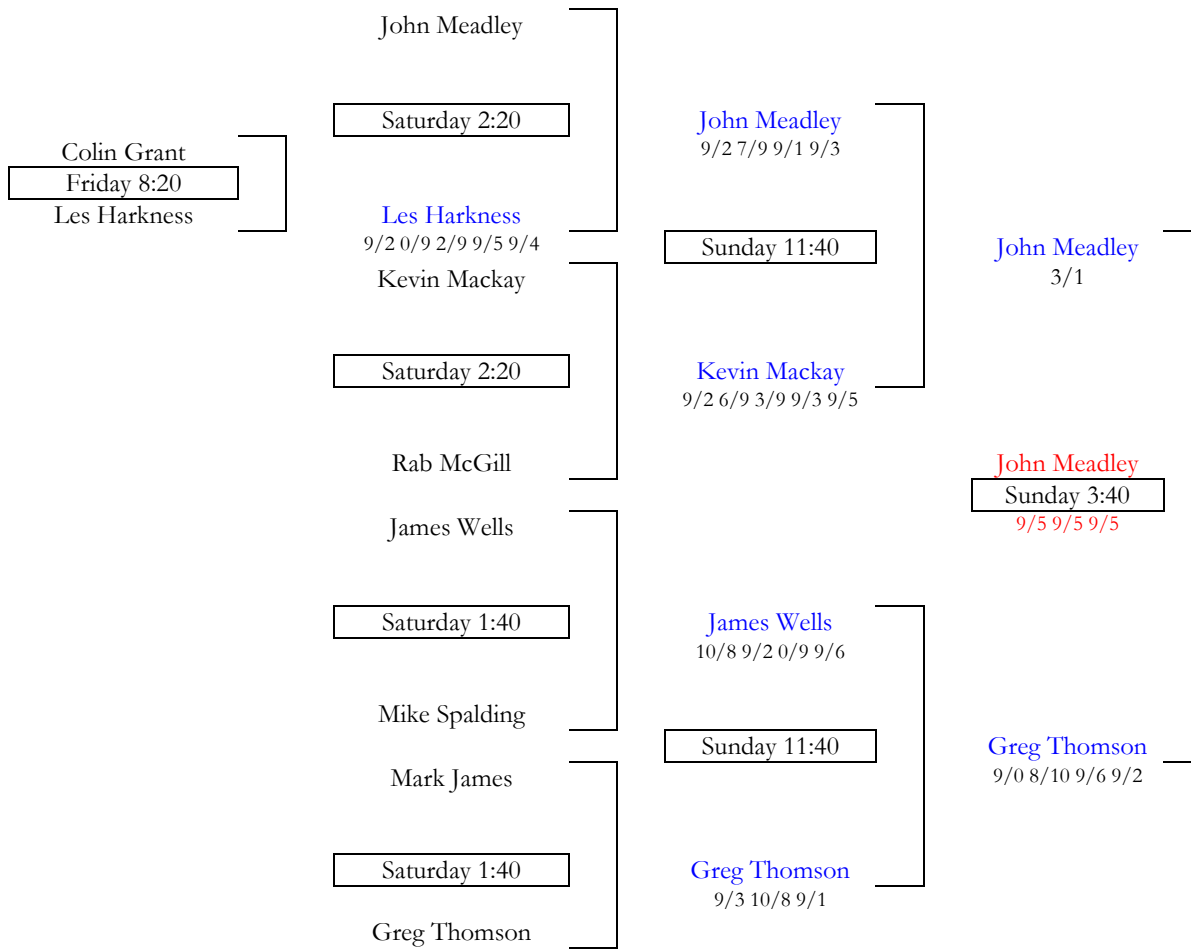 John Meadley
Saturday 2:20
John Meadley
9/2 7/9 9/1 9/3
Colin Grant
Friday 8:20
Les Harkness
Les Harkness
9/2 0/9 2/9 9/5 9/4
Sunday 11:40
John Meadley
3/1
Kevin Mackay
Saturday 2:20
Kevin Mackay
9/2 6/9 3/9 9/3 9/5
Rab McGill
John Meadley
Sunday 3:40
9/5 9/5 9/5
James Wells
Saturday 1:40
James Wells
10/8 9/2 0/9 9/6
Mike Spalding
Sunday 11:40
Greg Thomson
9/0 8/10 9/6 9/2
Mark James
Saturday 1:40
Greg Thomson
9/3 10/8 9/1
Greg Thomson